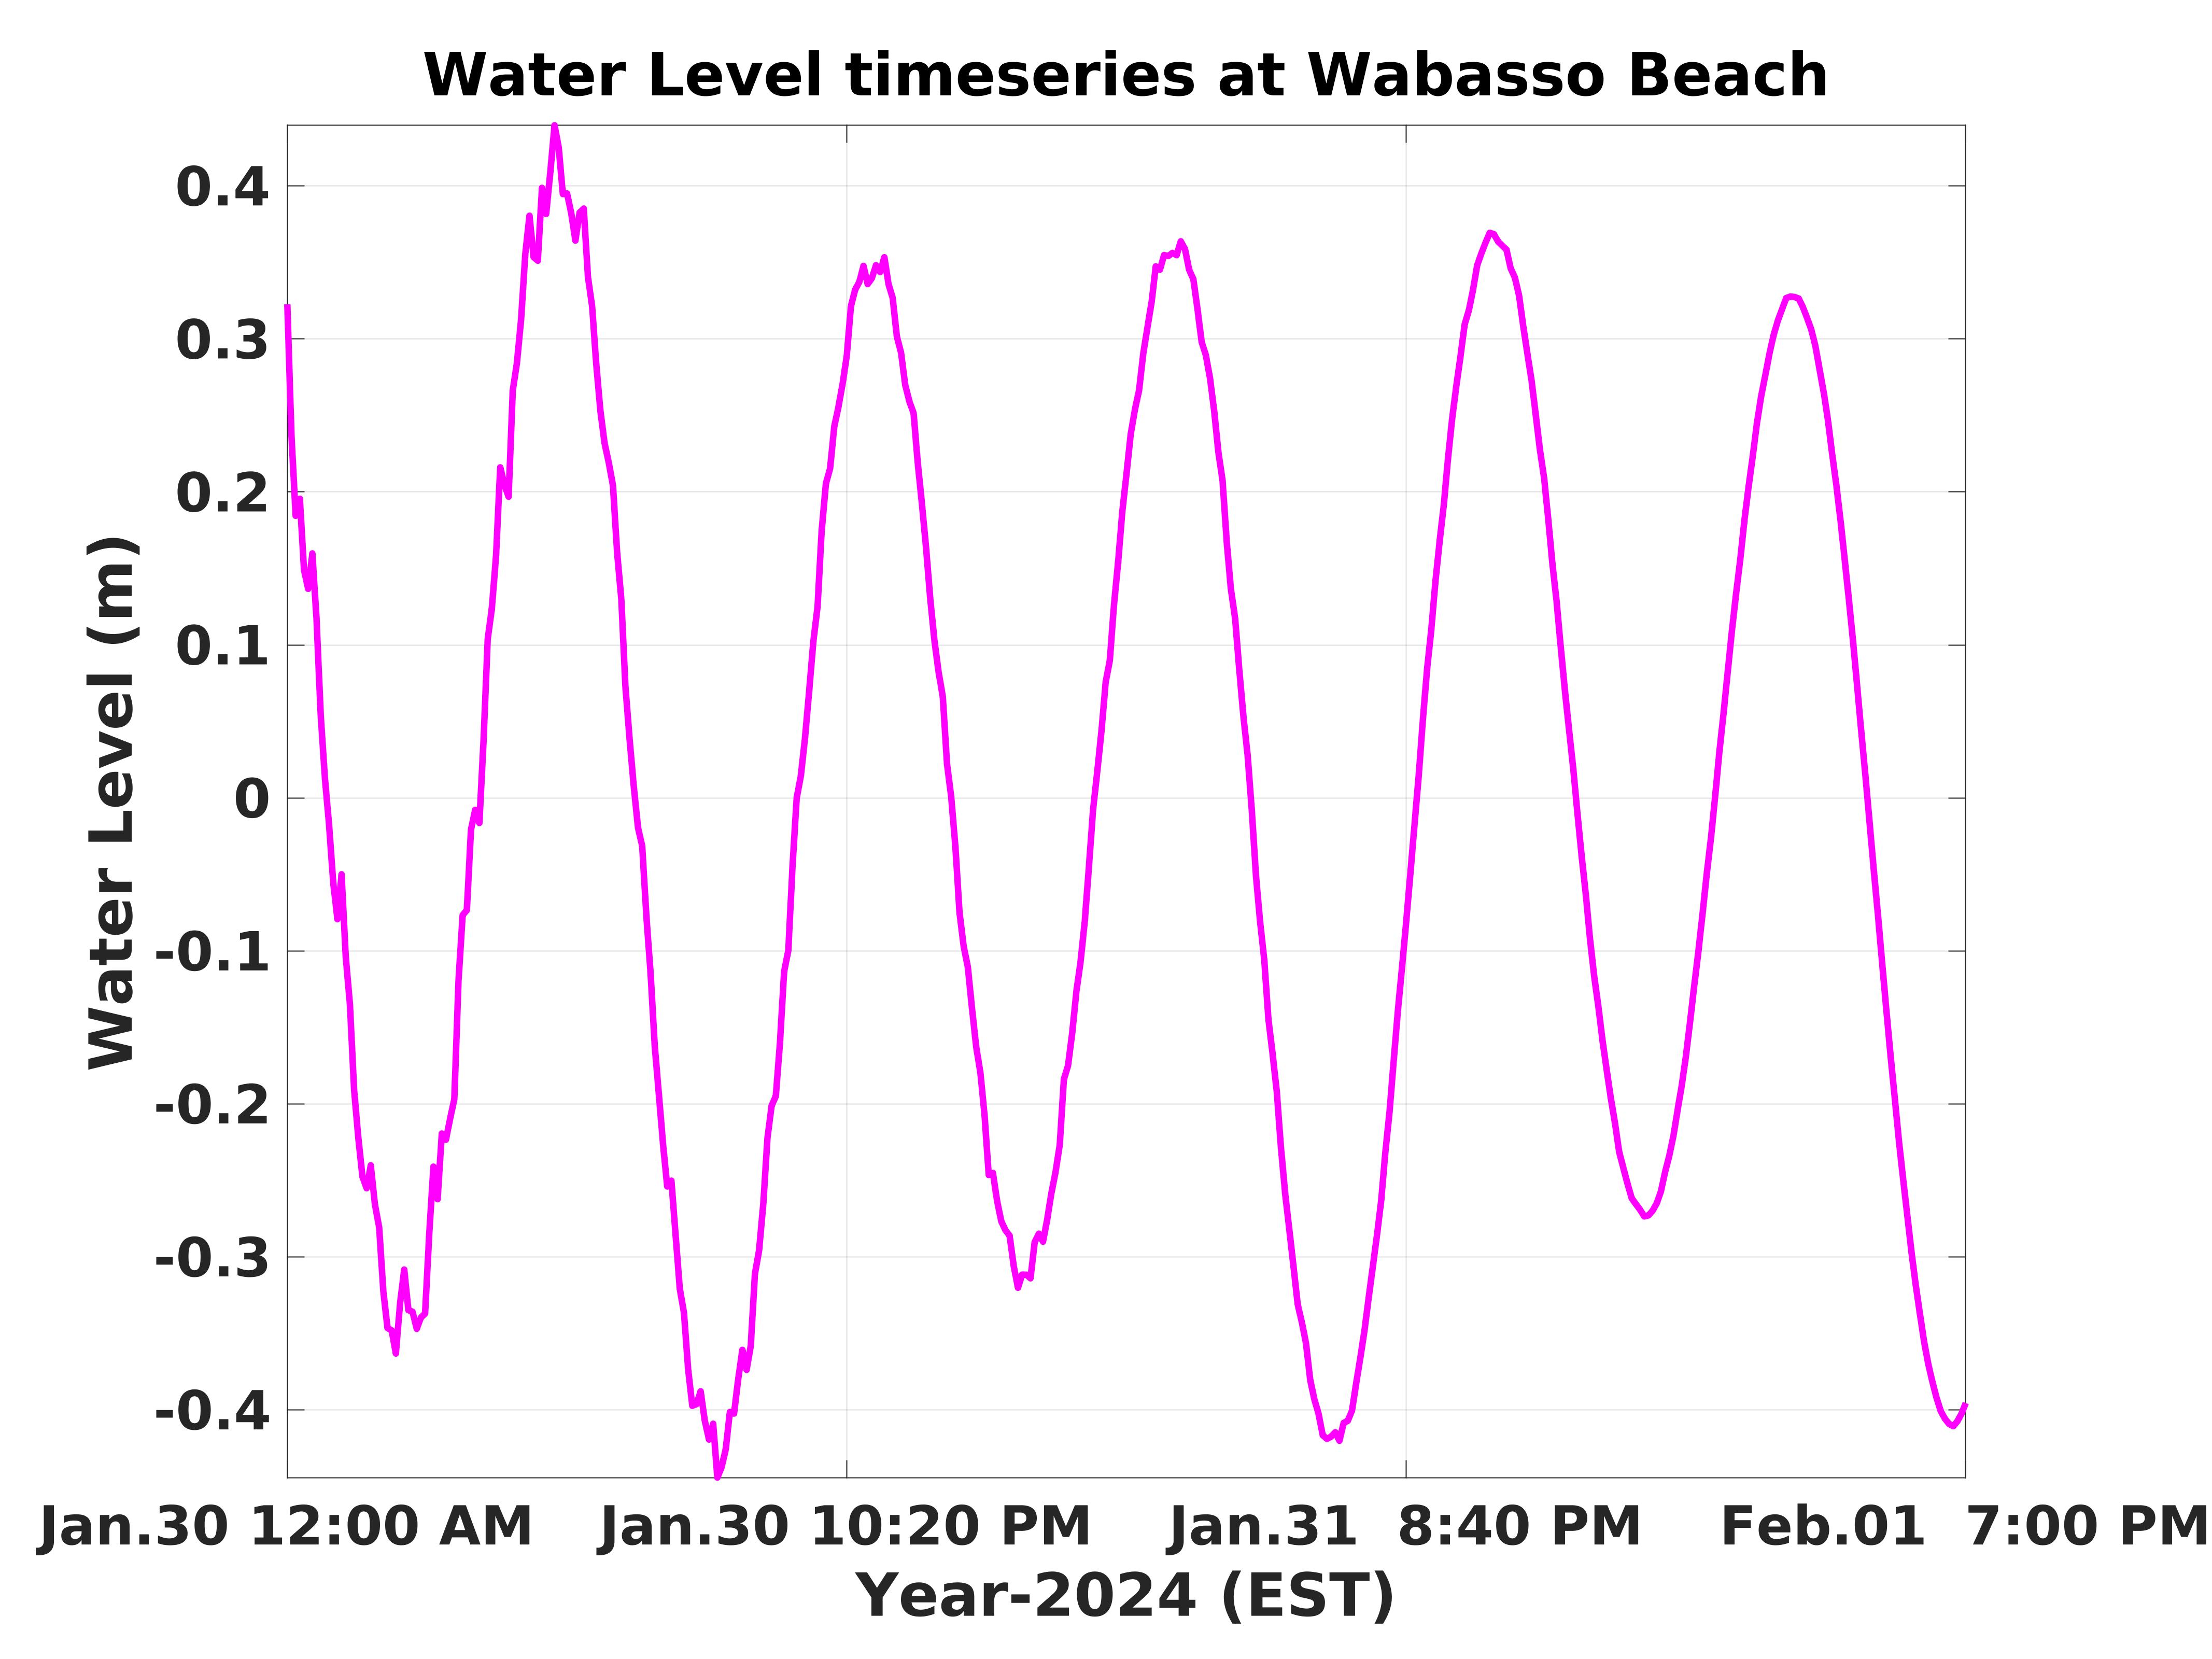 Water Level timeseries at Wabasso Beach
Water Level (m)
0.4
0.3
0.2
0.1
0
-0.1
-0.2
-0.3
-0.4
Jan.30 12:00 AM Jan.30 10:20 PM Jan.31 8:40 PM Feb.01 7:00 PM
Year-2024 (EST)